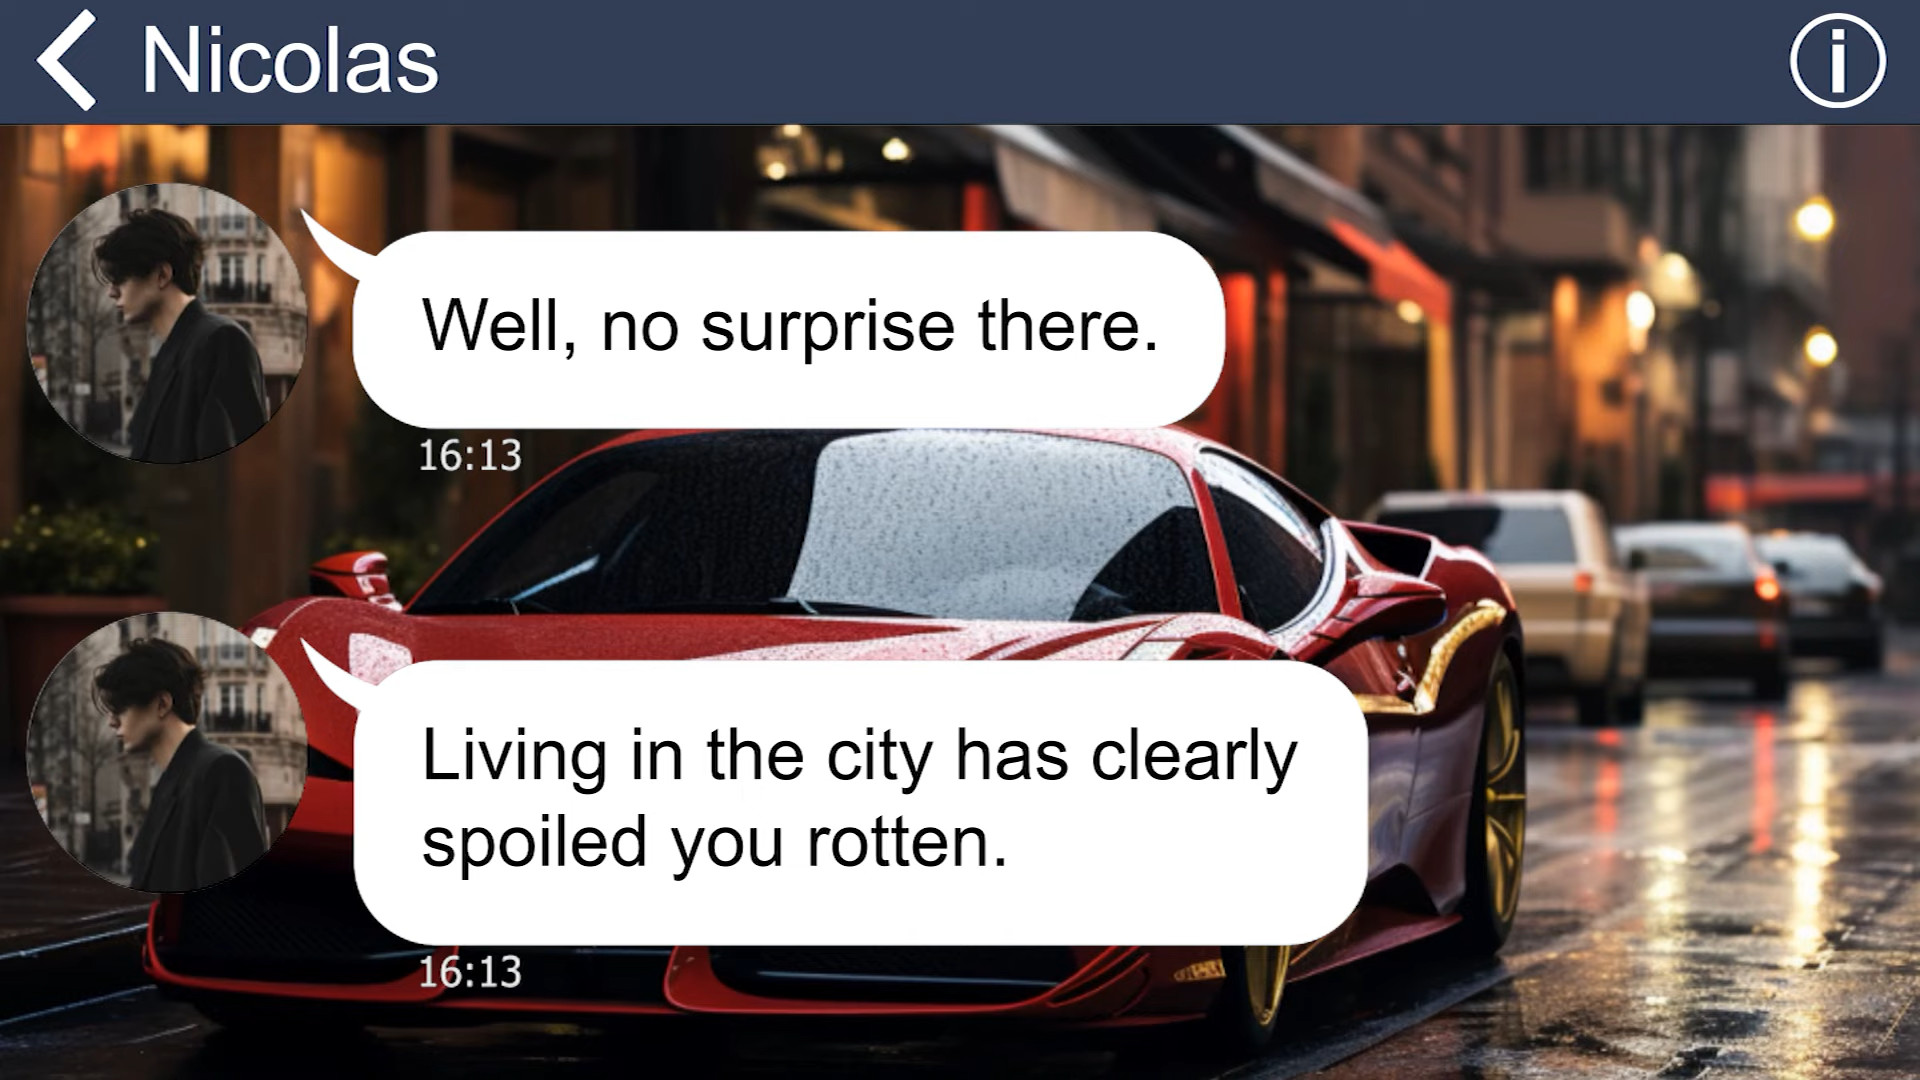 Nicolas
Well, no surprise there.
16:13
Living in the city has clearly
spoiled you rotten.
16:13